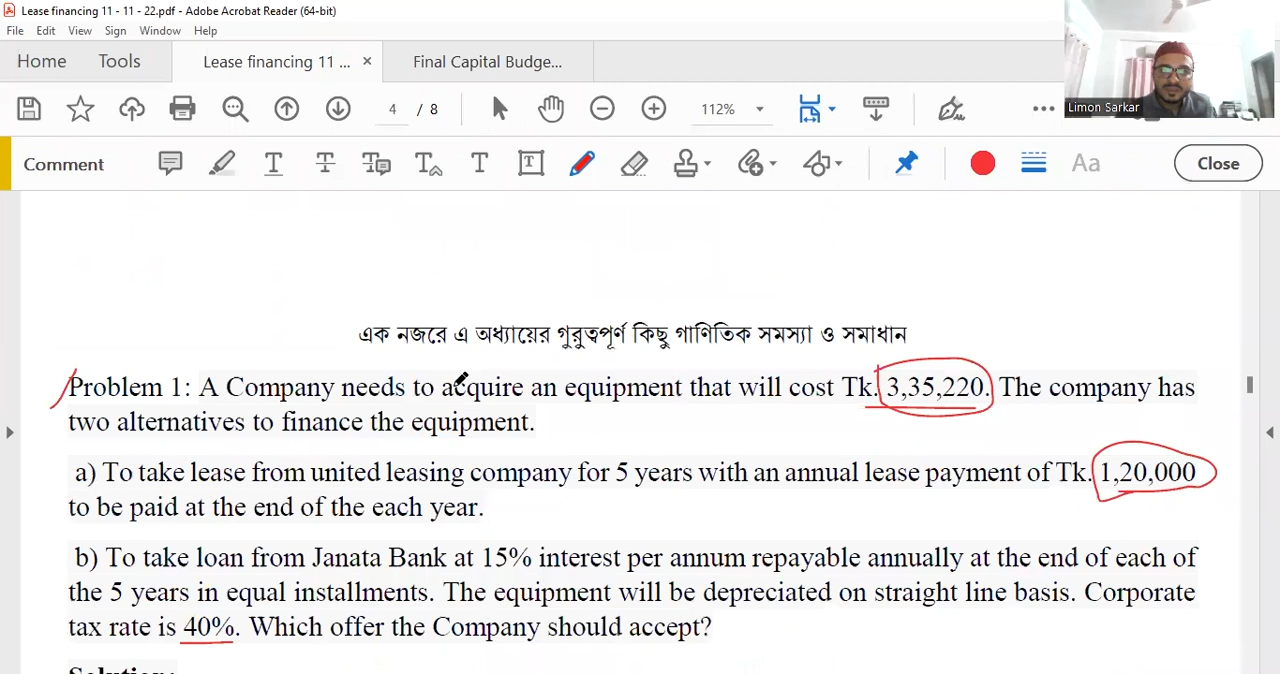 Lease financing 11 - 11 - 22.pdf - Adobe Acrobat Reader (64-bit)
File Edit View Sign Window Help
Home Tools Lease financing 11 ... × Final Capital Budge...
4 / 8 112%
Limon Sarkar
Comment Aa Close
এক নজরে এ অধ্যায়ের গুরুত্বপূর্ণ কিছু গাণিতিক সমস্যা ও সমাধান
Problem 1: A Company needs to acquire an equipment that will cost Tk. 3,35,220. The company has
two alternatives to finance the equipment.
a) To take lease from united leasing company for 5 years with an annual lease payment of Tk. 1,20,000
to be paid at the end of the each year.
b) To take loan from Janata Bank at 15% interest per annum repayable annually at the end of each of
the 5 years in equal installments. The equipment will be depreciated on straight line basis. Corporate
tax rate is 40%. Which offer the Company should accept?
Solution: